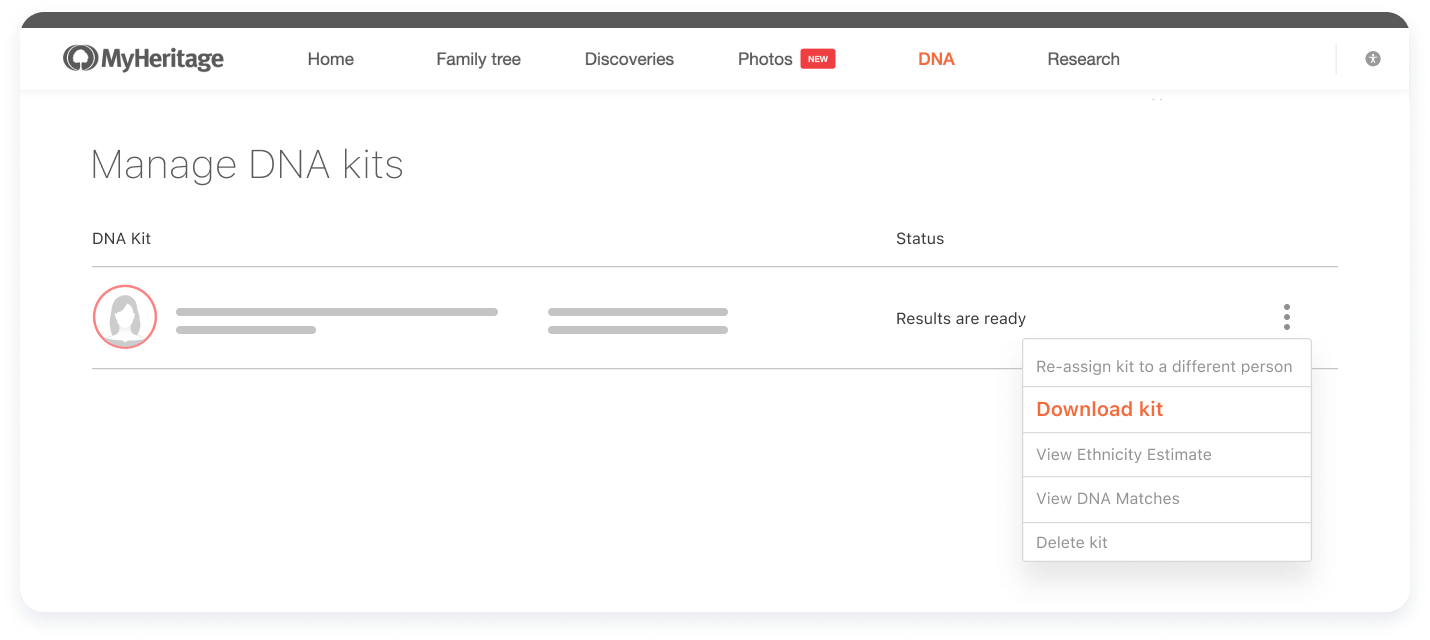 MyHeritage Home Family tree Discoveries Photos NEW DNA Research
Manage DNA kits
DNA Kit Status
Results are ready
Re-assign kit to a different person
Download kit
View Ethnicity Estimate
View DNA Matches
Delete kit